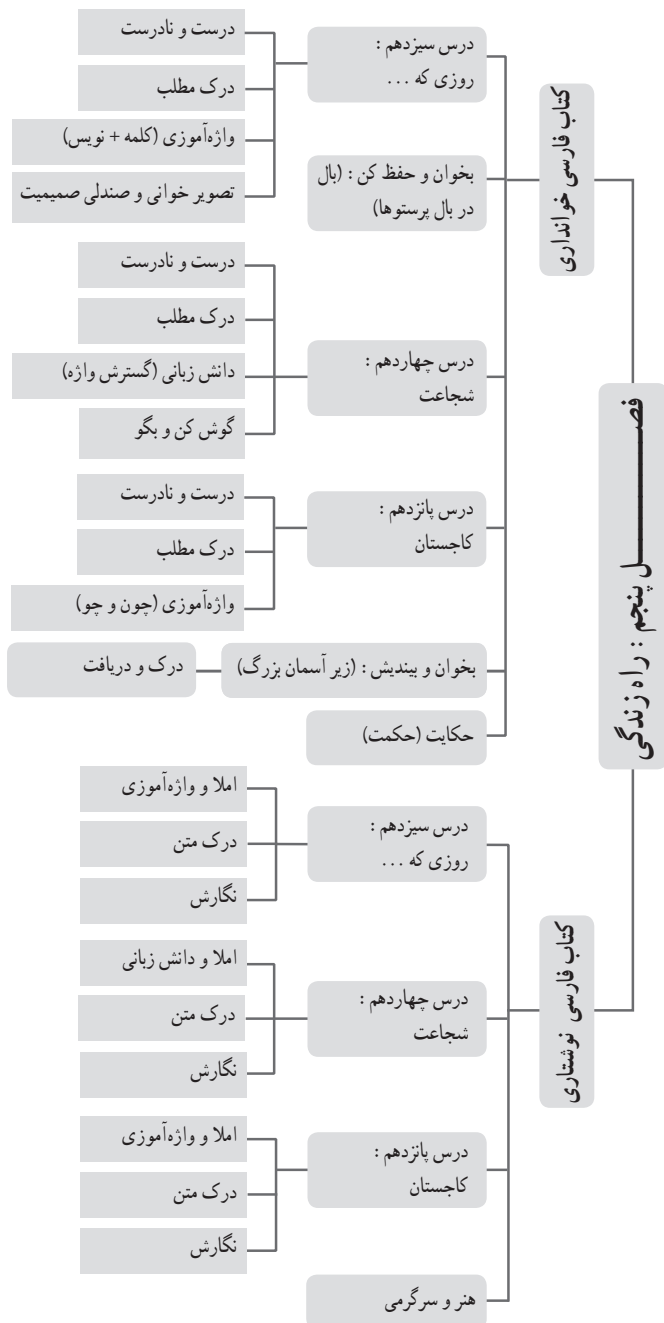 فصل پنجم : راه زندگی
کتاب فارسی خوانداری
درس سیزدهم :
روزی که ...
درست و نادرست
درک مطلب
واژه‌آموزی (کلمه + نویس)
تصویر خوانی و صندلی صمیمیت
بخوان و حفظ کن : (بال
در بال پرستوها)
درس چهاردهم :
شجاعت
درست و نادرست
درک مطلب
دانش زبانی (گسترش واژه)
گوش کن و بگو
درس پانزدهم :
کاجستان
درست و نادرست
درک مطلب
واژه‌آموزی (چون و چو)
بخوان و بیندیش : (زیر آسمان بزرگ)
درک و دریافت
حکایت (حکمت)
کتاب فارسی نوشتاری
درس سیزدهم :
روزی که ...
املا و واژه‌آموزی
درک متن
نگارش
درس چهاردهم :
شجاعت
املا و دانش زبانی
درک متن
نگارش
درس پانزدهم :
کاجستان
املا و واژه‌آموزی
درک متن
نگارش
هنر و سرگرمی